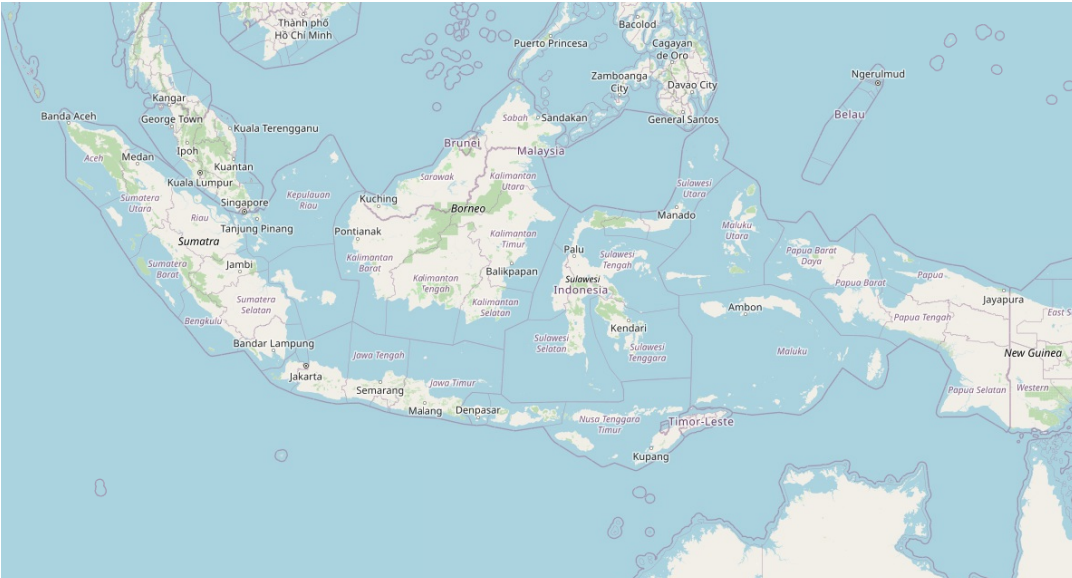 Thành phố
Hồ Chí Minh
Bacolod
Puerto Princesa
Cagayan
de Oro
Zamboanga
City
Davao City
Ngerulmud
Kangar
Banda Aceh
George Town
Kuala Terengganu
Sabah
Sandakan
General Santos
Belau
Ipoh
Brunei
Malaysia
Aceh
Medan
Kuantan
Kuala Lumpur
Sarawak
Kalimantan
Utara
Sulawesi
Utara
Sumatera
Utara
Kepulauan
Riau
Kuching
Singapore
Borneo
Manado
Riau
Tanjung Pinang
Pontianak
Maluku
Utara
Sumatra
Kalimantan
Timur
Palu
Sulawesi
Tengah
Papua Barat
Daya
Sumatera
Barat
Jambi
Kalimantan
Barat
Balikpapan
Sulawesi
Indonesia
Papua Barat
Papua
Kalimantan
Tengah
Sumatera
Selatan
Kalimantan
Selatan
Jayapura
Bengkulu
Ambon
Papua Tengah
East S
Kendari
Bandar Lampung
Sulawesi
Selatan
Sulawesi
Tenggara
Maluku
New Guinea
Jawa Tengah
Jakarta
Semarang
Jawa Timur
Papua Selatan
Western
Malang
Denpasar
Nusa Tenggara
Timur
Timor-Leste
Kupang